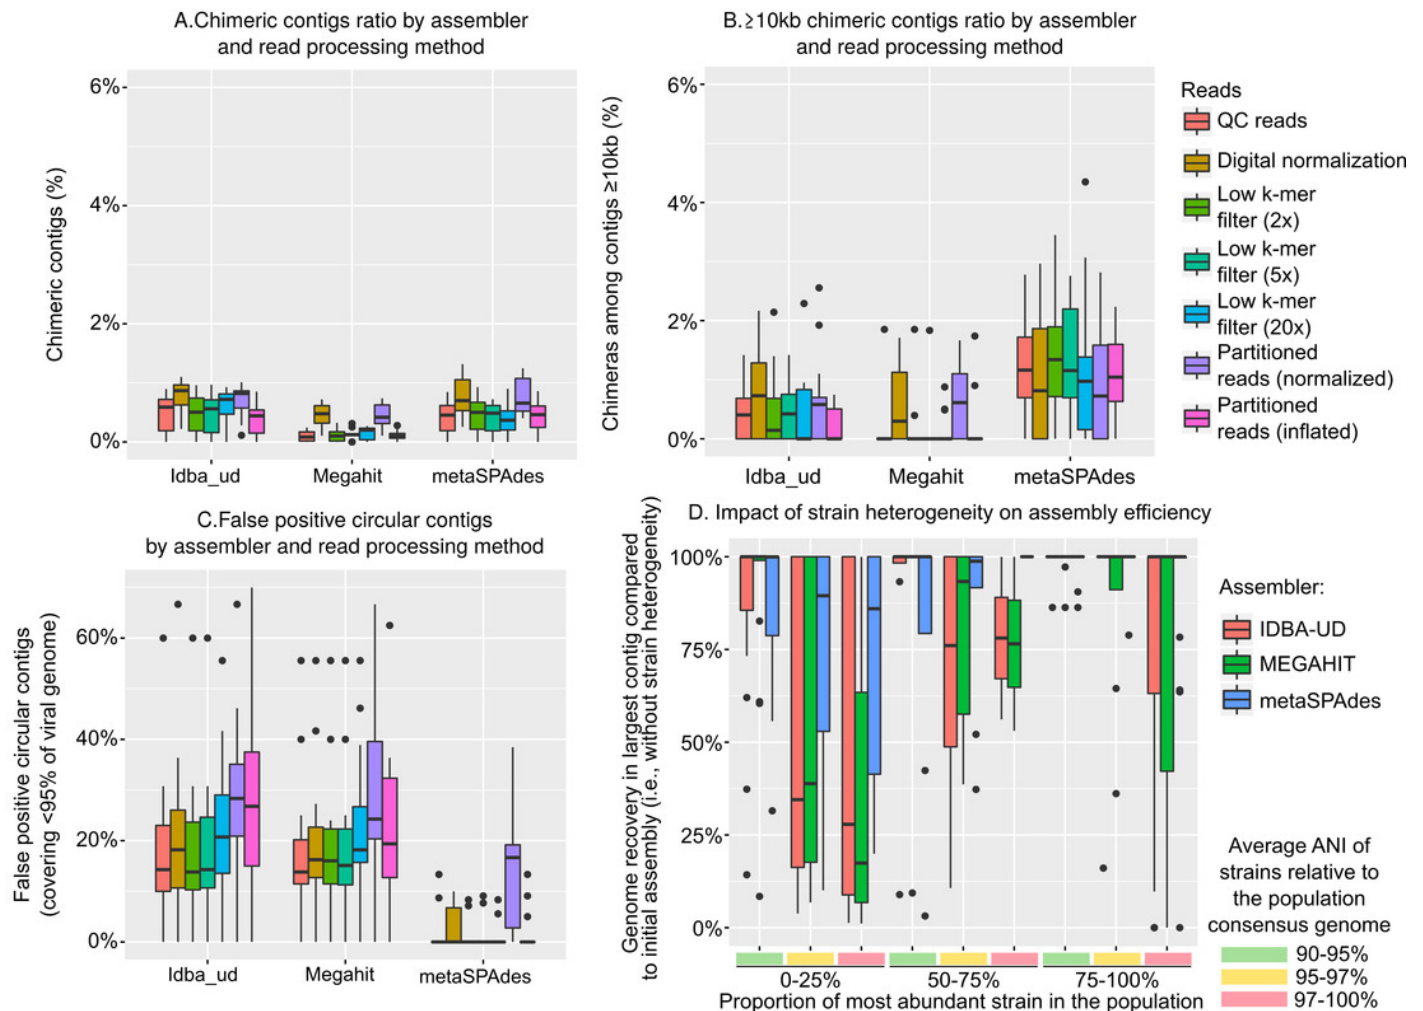 A.Chimeric contigs ratio by assembler
and read processing method
6%
4%
2%
0%
Chimeric contigs (%)
Idba_ud
Megahit
metaSPAdes
B.≥10kb chimeric contigs ratio by assembler
and read processing method
6%
4%
2%
0%
Chimeras among contigs ≥10kb (%)
Idba_ud
Megahit
metaSPAdes
Reads
QC reads
Digital normalization
Low k-mer
filter (2x)
Low k-mer
filter (5x)
Low k-mer
filter (20x)
Partitioned
reads (normalized)
Partitioned
reads (inflated)
C.False positive circular contigs
by assembler and read processing method
60%
40%
20%
0%
False positive circular contigs
(covering <95% of viral genome)
Idba_ud
Megahit
metaSPAdes
D. Impact of strain heterogeneity on assembly efficiency
100%
75%
50%
25%
0%
Genome recovery in largest contig compared
to initial assembly (i.e., without strain heterogeneity)
0-25%
50-75%
75-100%
Proportion of most abundant strain in the population
Assembler:
IDBA-UD
MEGAHIT
metaSPAdes
Average ANI of
strains relative to
the population
consensus genome
90-95%
95-97%
97-100%